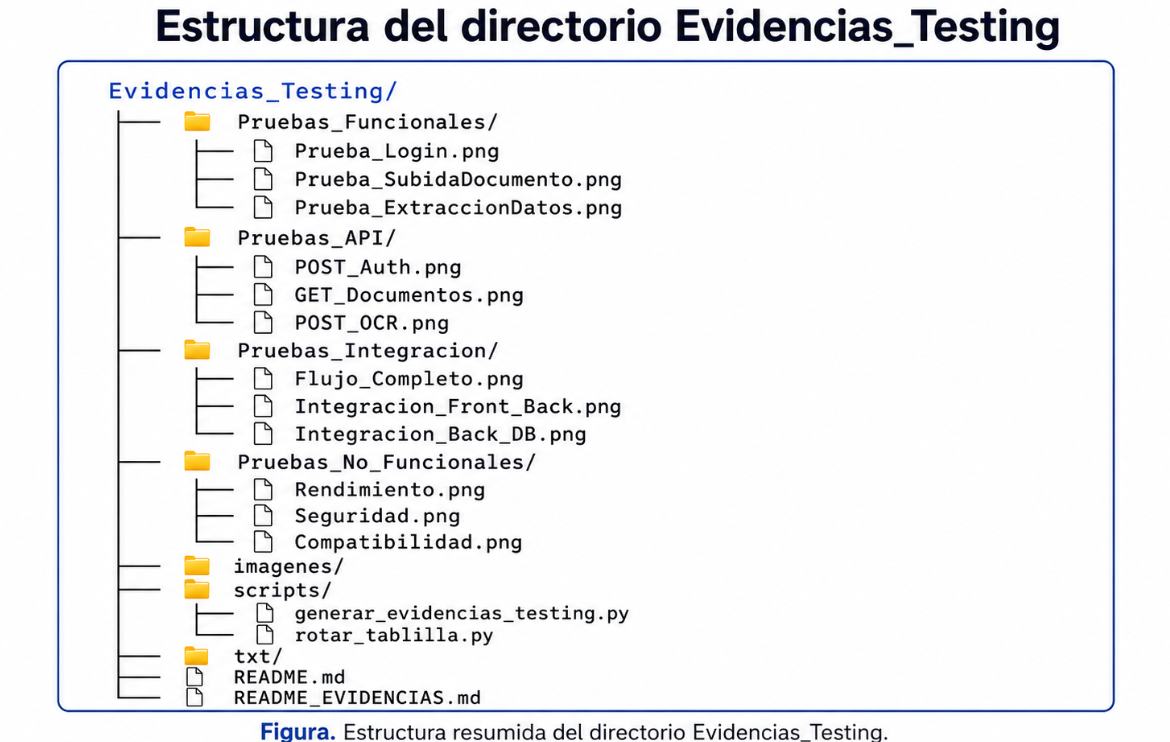 Estructura del directorio Evidencias_Testing
Evidencias_Testing/
Pruebas_Funcionales/
Prueba_Login.png
Prueba_SubidaDocumento.png
Prueba_ExtraccionDatos.png
Pruebas_API/
POST_Auth.png
GET_Documentos.png
POST_OCR.png
Pruebas_Integracion/
Flujo_Completo.png
Integracion_Front_Back.png
Integracion_Back_DB.png
Pruebas_No_Funcionales/
Rendimiento.png
Seguridad.png
Compatibilidad.png
imagenes/
scripts/
generar_evidencias_testing.py
rotar_tablilla.py
txt/
README.md
README_EVIDENCIAS.md
Figura. Estructura resumida del directorio Evidencias_Testing.